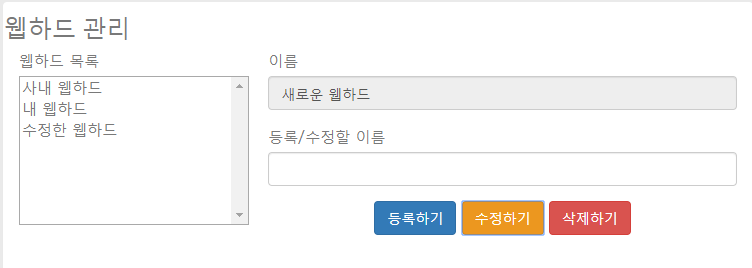 웹하드 관리
웹하드 목록
사내 웹하드
내 웹하드
수정한 웹하드
이름
새로운 웹하드
등록/수정할 이름
등록하기 수정하기 삭제하기